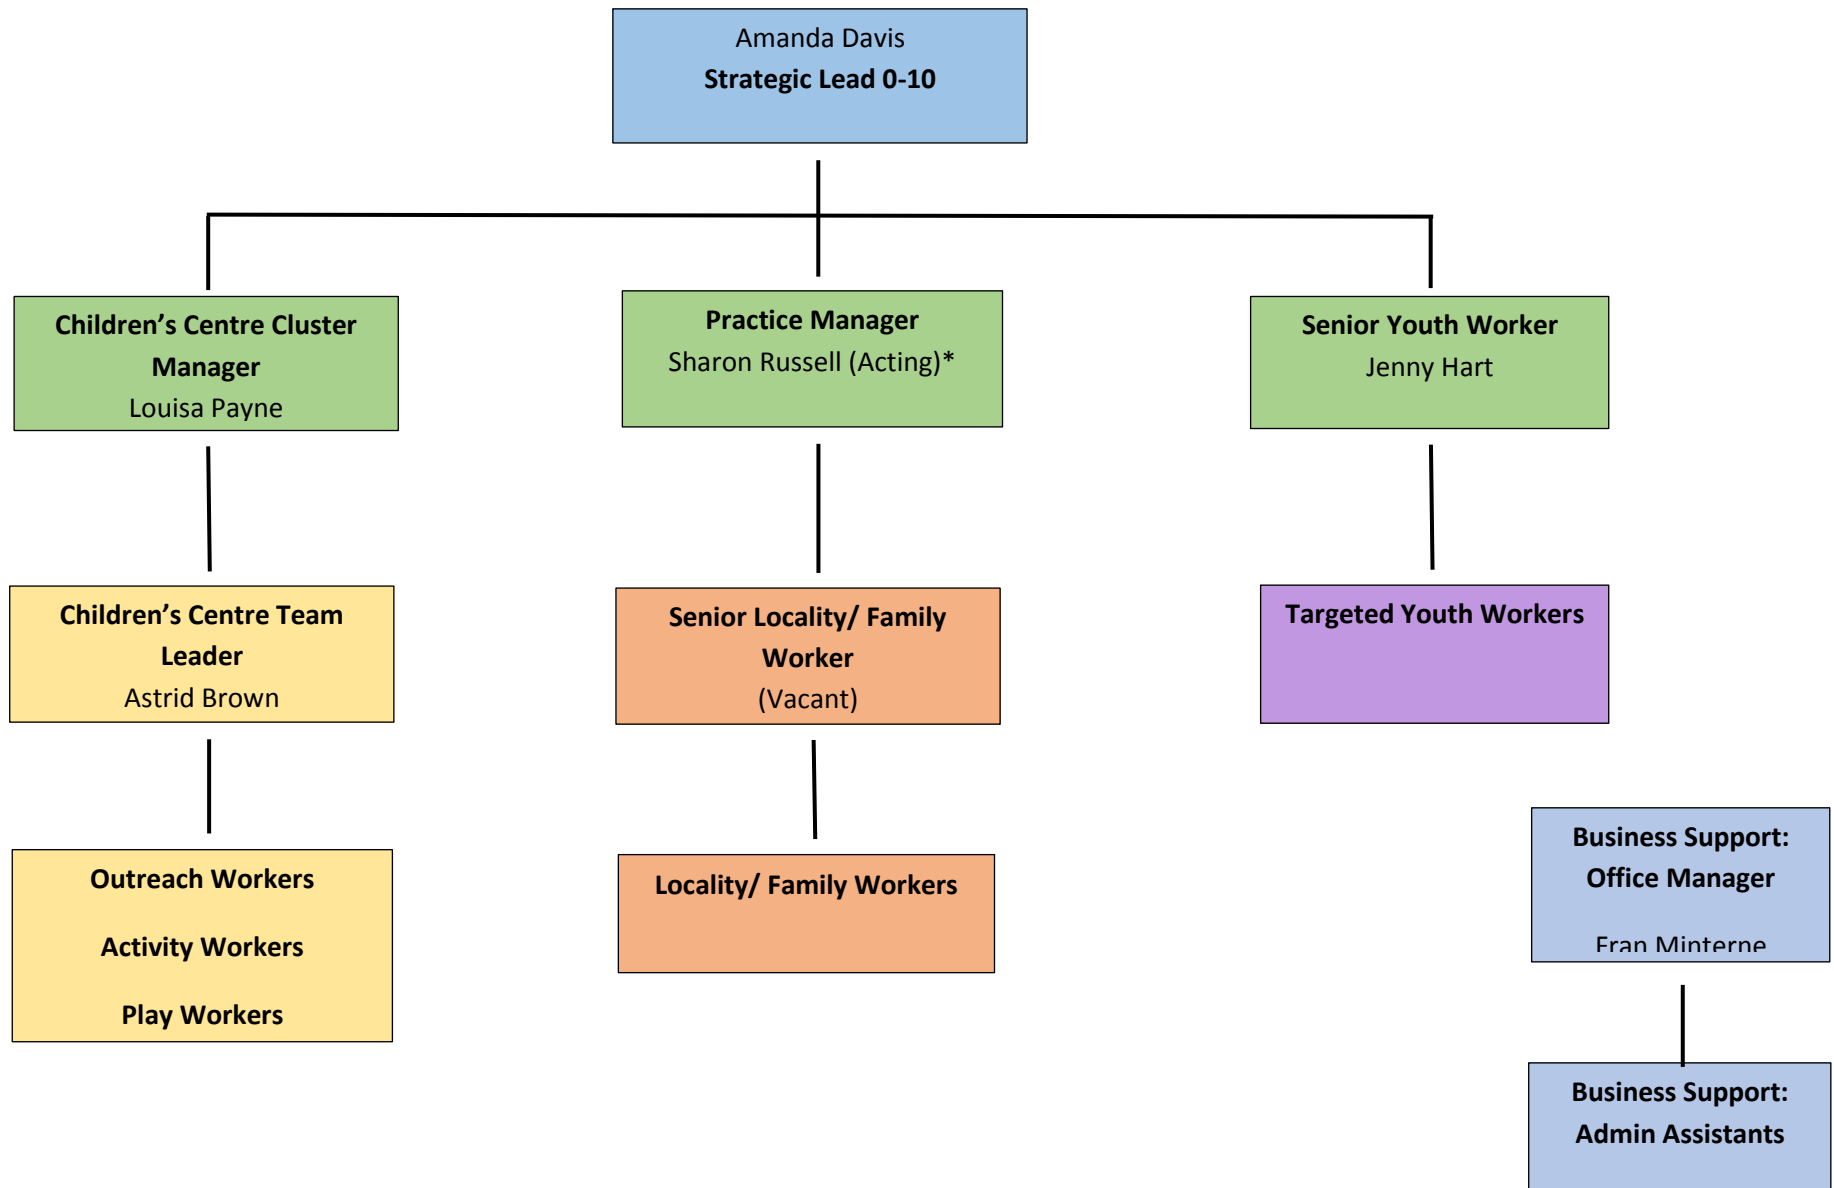 Amanda Davis
Strategic Lead 0-10
Children’s Centre Cluster
Manager
Louisa Payne
Practice Manager
Sharon Russell (Acting)*
Senior Youth Worker
Jenny Hart
Children’s Centre Team
Leader
Astrid Brown
Senior Locality/ Family
Worker
(Vacant)
Targeted Youth Workers
Outreach Workers
Activity Workers
Play Workers
Locality/ Family Workers
Business Support:
Office Manager
Fran Minterne
Business Support:
Admin Assistants